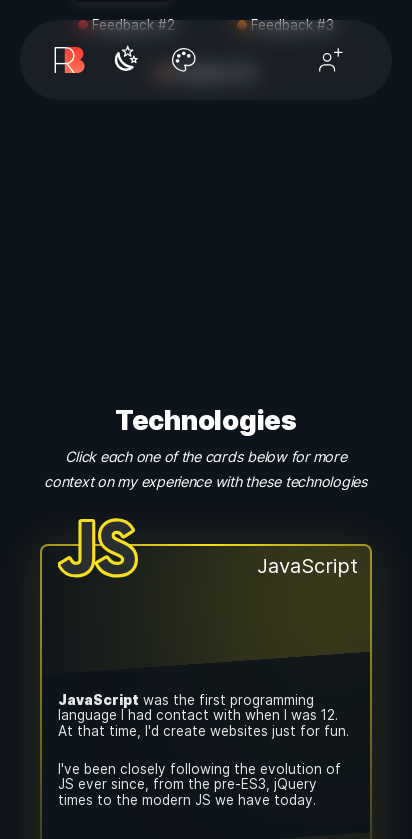 Feedback #2
Feedback #3
RB
Technologies
Click each one of the cards below for more
context on my experience with these technologies
JS
JavaScript
JavaScript was the first programming
language I had contact with when I was 12.
At that time, I'd create websites just for fun.
I've been closely following the evolution of
JS ever since, from the pre-ES3, jQuery
times to the modern JS we have today.